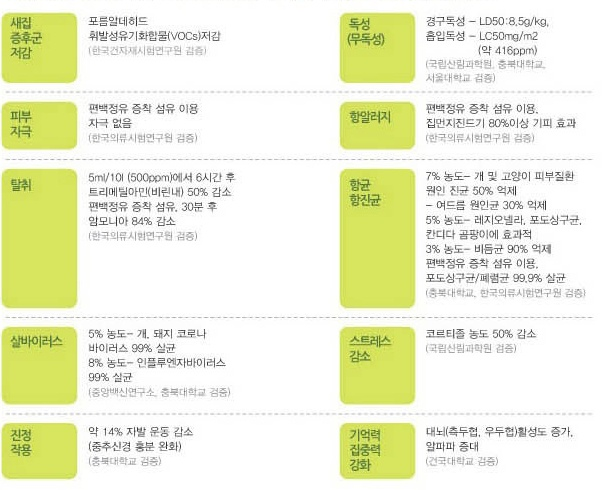 새집
증후군
저감
포름알데히드
휘발성유기화합물(VOCs)저감
(한국건자재시험연구원 검증)
독성
(무독성)
경구독성 - LD50:8,5g/kg,
흡입독성 - LC50mg/m2
(약 416ppm)
(국립산림과학원, 충북대학교,
서울대학교 검증)
피부
자극
편백정유 증착 섬유 이용
자극 없음
(한국의류시험연구원 검증)
항알러지
편백정유 증착 섬유 이용,
집먼지진드기 80%이상 기피 효과
(한국의류시험연구원 검증)
탈취
5ml/10l (500ppm)에서 6시간 후
트리메틸아민(비린내) 50% 감소
편백정유 증착 섬유, 30분 후
암모니아 84% 감소
(한국의류시험연구원 검증)
항균
항진균
7% 농도- 개 및 고양이 피부질환
원인 진균 50% 억제
- 여드름 원인균 30% 억제
5% 농도- 레지오넬라, 포도상구균,
칸디다 곰팡이에 효과적
3% 농도- 비듬균 90% 억제
편백정유 증착 섬유 이용,
포도상구균/폐렴균 99,9% 살균
(충북대학교, 한국의류시험연구원 검증)
살바이러스
5% 농도- 개, 돼지 코로나
바이러스 99% 살균
8% 농도- 인플루엔자바이러스
99% 살균
(중앙백신연구소, 충북대학교 검증)
스트레스
감소
코르티졸 농도 50% 감소
(국립산림과학원 검증)
진정
작용
약 14% 자발 운동 감소
(중추신경 흥분 완화)
(충북대학교 검증)
기억력
집중력
강화
대뇌(측두엽, 우두엽)활성도 증가,
알파파 증대
(건국대학교 검증)